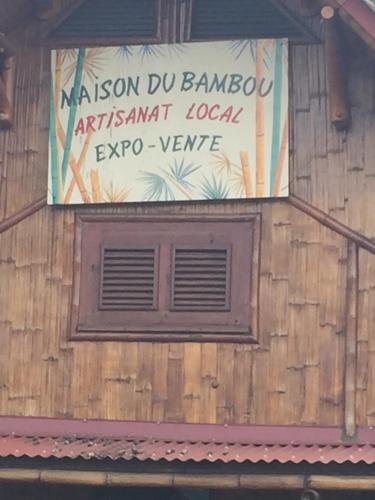 MAISON DU BAMBOU
ARTiSANAT LOCAL
EXPO - VENTE